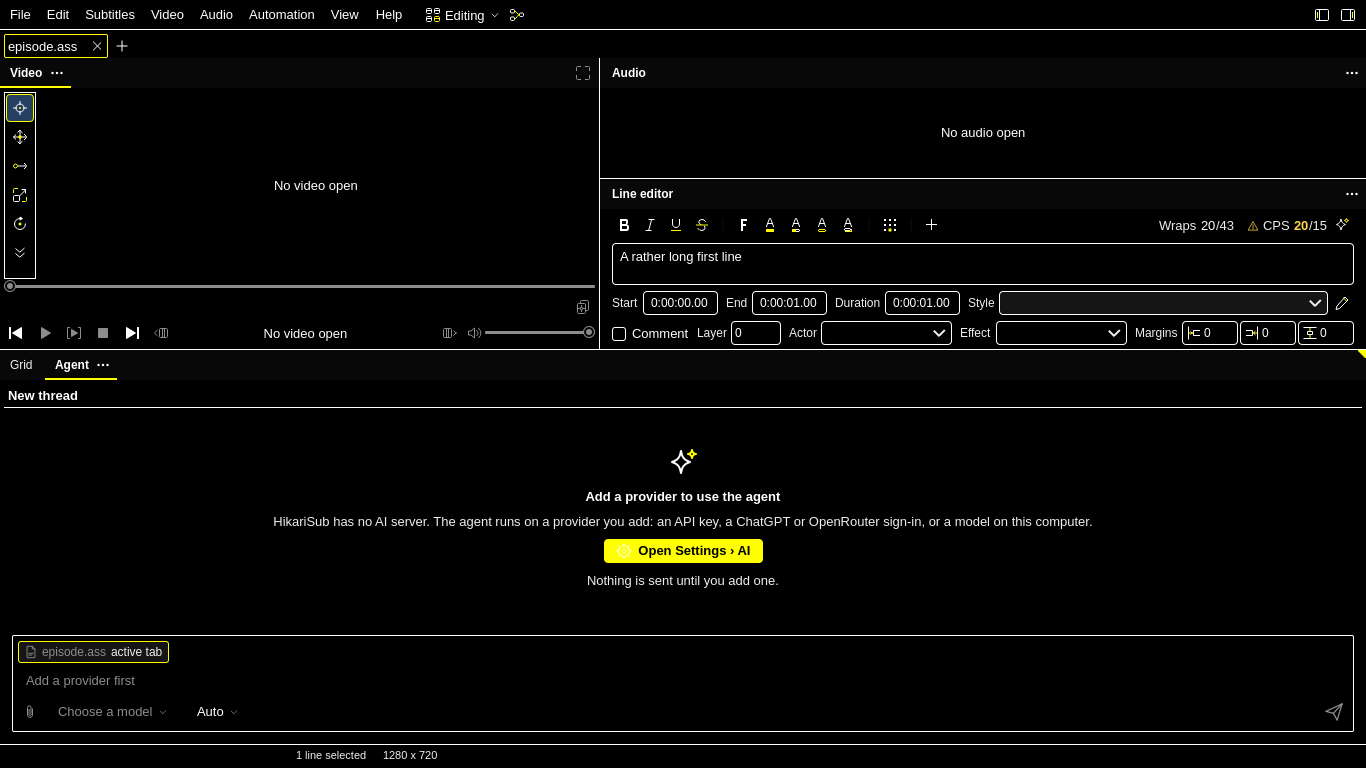 File Edit Subtitles Video Audio Automation View Help Editing
episode.ass
Video
Audio
No video open
No audio open
Line editor
B I U S F A A A A Wraps 20/43 CPS 20/15
A rather long first line
Start 0:00:00.00 End 0:00:01.00 Duration 0:00:01.00 Style
No video open
Comment Layer 0 Actor Effect Margins 0 0 0
Grid Agent
New thread
Add a provider to use the agent
HikariSub has no AI server. The agent runs on a provider you add: an API key, a ChatGPT or OpenRouter sign-in, or a model on this computer.
Open Settings › AI
Nothing is sent until you add one.
episode.ass active tab
Add a provider first
Choose a model Auto
1 line selected 1280 x 720